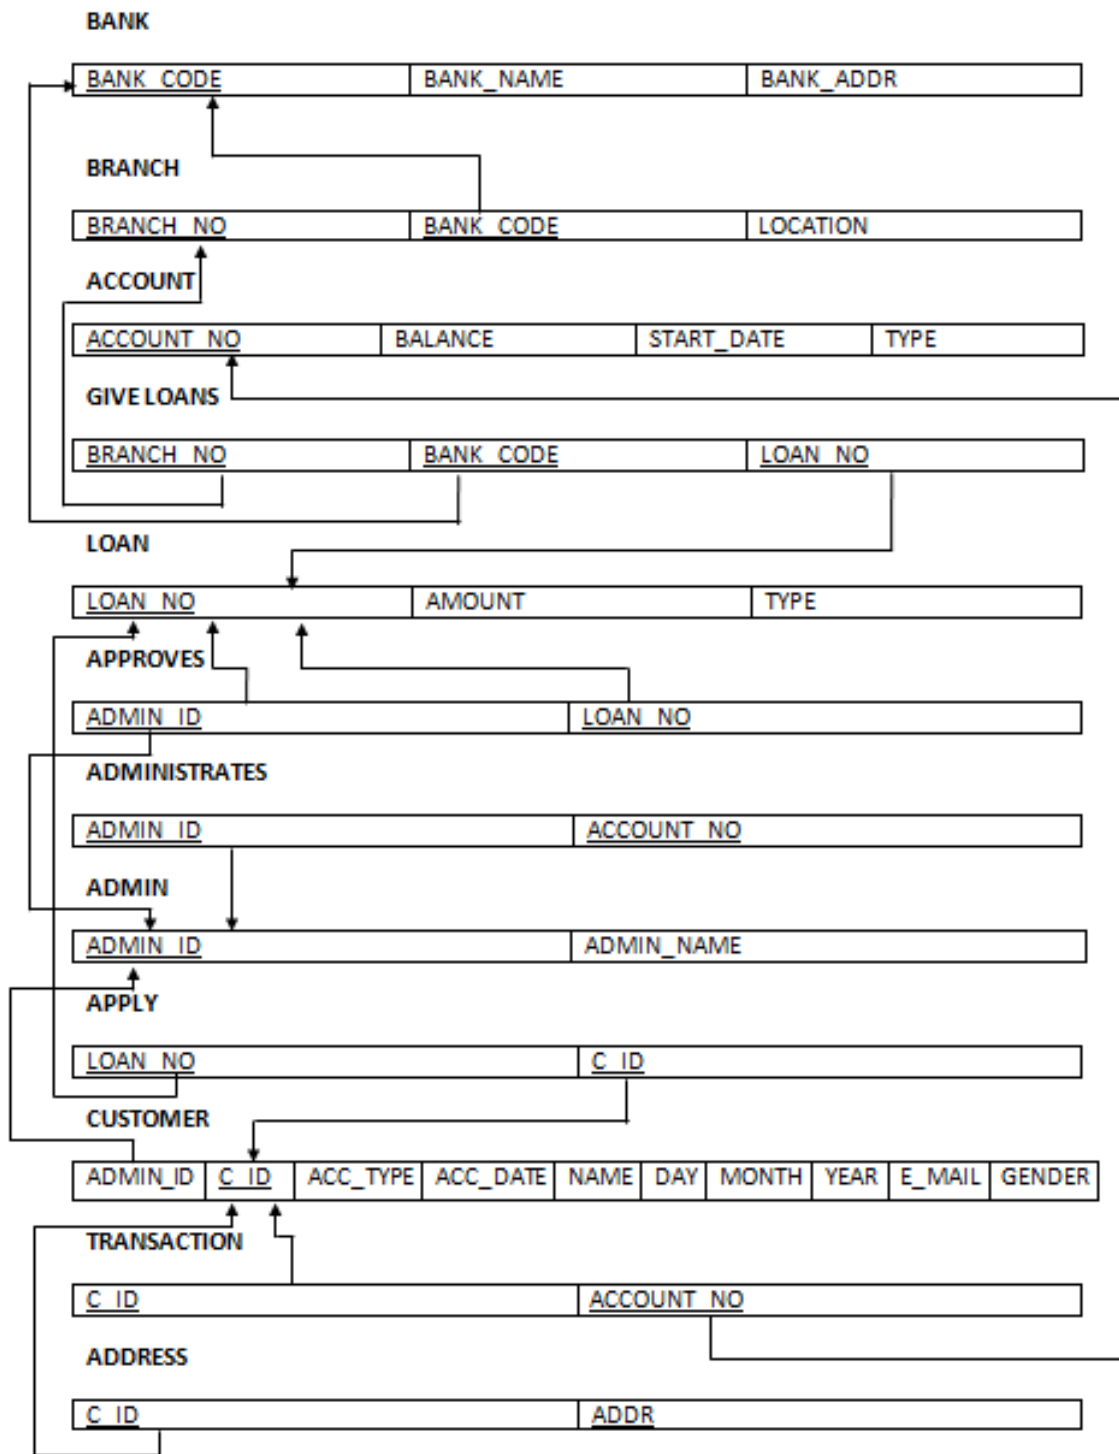 BANK
BANK_CODE BANK_NAME BANK_ADDR
BRANCH
BRANCH_NO BANK_CODE LOCATION
ACCOUNT
ACCOUNT_NO BALANCE START_DATE TYPE
GIVE LOANS
BRANCH_NO BANK_CODE LOAN_NO
LOAN
LOAN_NO AMOUNT TYPE
APPROVES
ADMIN_ID LOAN_NO
ADMINISTRATES
ADMIN_ID ACCOUNT_NO
ADMIN
ADMIN_ID ADMIN_NAME
APPLY
LOAN_NO C_ID
CUSTOMER
ADMIN_ID C_ID ACC_TYPE ACC_DATE NAME DAY MONTH YEAR E_MAIL GENDER
TRANSACTION
C_ID ACCOUNT_NO
ADDRESS
C_ID ADDR